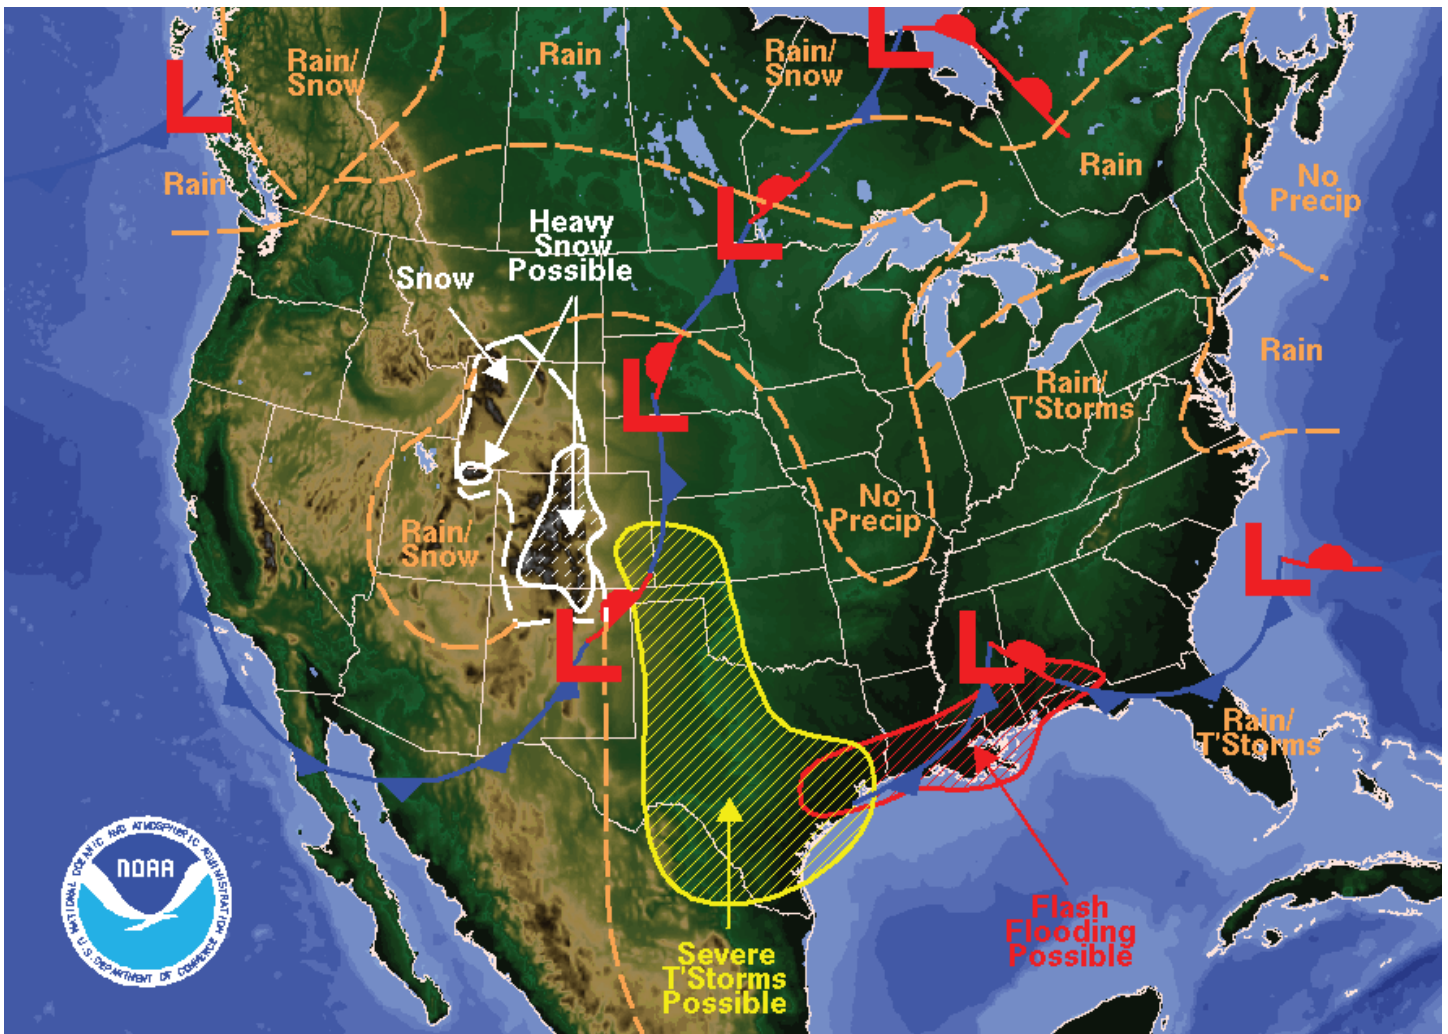 Rain/
Snow
Rain
Rain/
Snow
L
L
Rain
Rain
No
Precip
L
Heavy
Snow
Possible
Snow
Rain
Rain/
T'Storms
L
No
Precip
Rain/
Snow
L
L
L
Rain/
T'Storms
NATIONAL OCEANIC AND ATMOSPHERIC ADMINISTRATION
NOAA
U.S. DEPARTMENT OF COMMERCE
Flash
Flooding
Possible
Severe
T'Storms
Possible